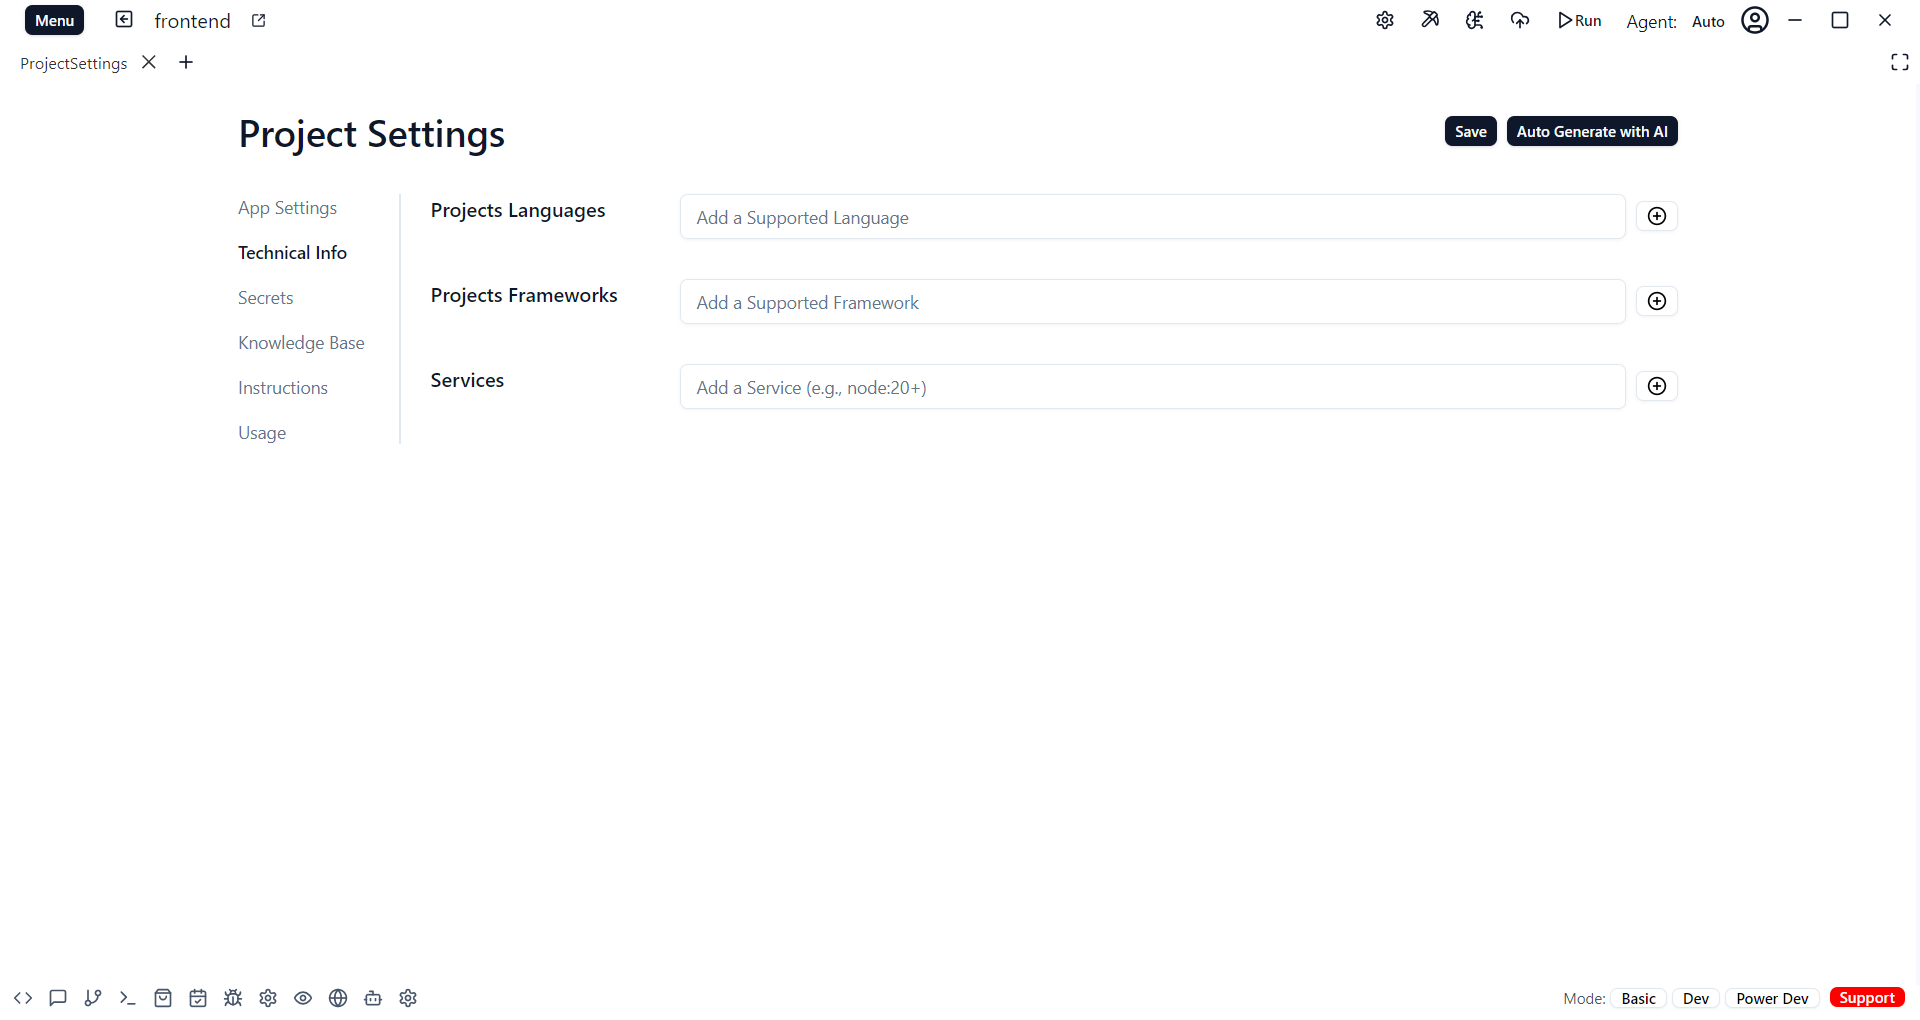 Menu frontend Run Agent: Auto
ProjectSettings
Project Settings Save Auto Generate with AI
App Settings
Technical Info
Secrets
Knowledge Base
Instructions
Usage
Projects Languages Add a Supported Language
Projects Frameworks Add a Supported Framework
Services Add a Service (e.g., node:20+)
Mode: Basic Dev Power Dev Support